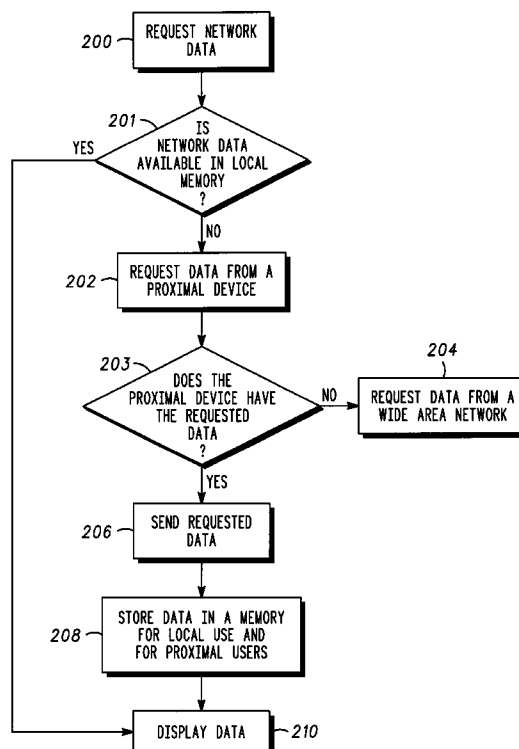 200
REQUEST NETWORK
DATA
201
IS
NETWORK DATA
AVAILABLE IN LOCAL
MEMORY
?
YES
NO
202
REQUEST DATA FROM A
PROXIMAL DEVICE
203
DOES THE
PROXIMAL DEVICE HAVE
THE REQUESTED
DATA
?
NO
204
REQUEST DATA FROM A
WIDE AREA NETWORK
YES
206
SEND REQUESTED
DATA
208
STORE DATA IN A MEMORY
FOR LOCAL USE AND
FOR PROXIMAL USERS
DISPLAY DATA
210